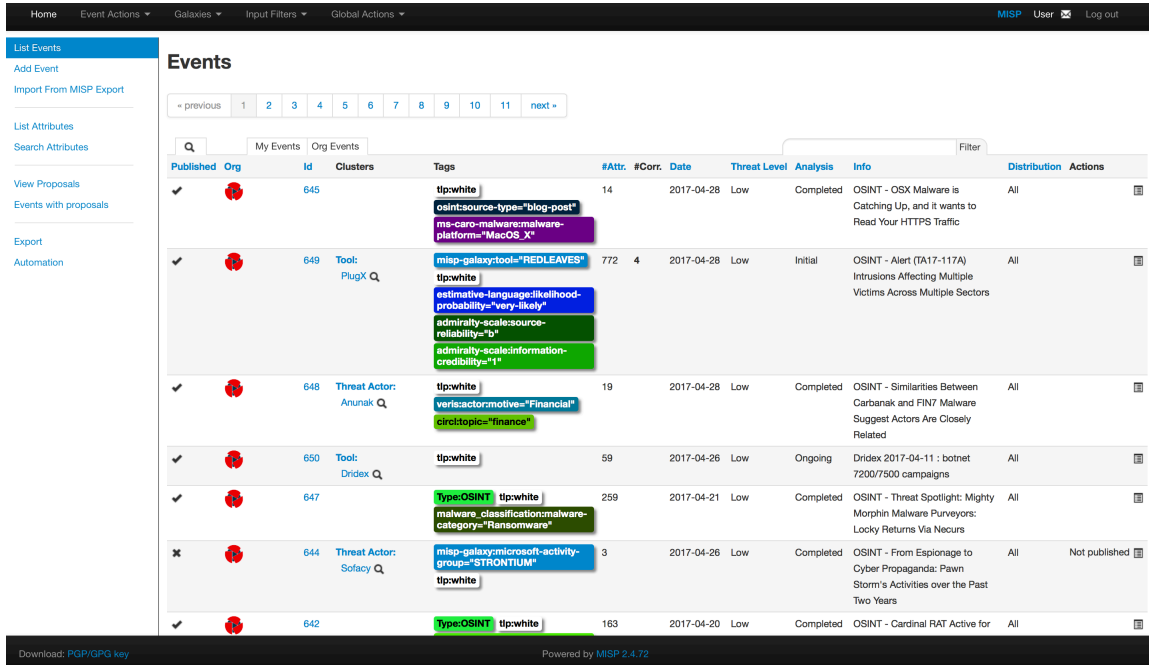 Home Event Actions Galaxies Input Filters Global Actions MISP User Log out
List Events
Add Event
Import From MISP Export
List Attributes
Search Attributes
View Proposals
Events with proposals
Export
Automation
Events
« previous 1 2 3 4 5 6 7 8 9 10 11 next »
My Events Org Events Filter
Published Org Id Clusters Tags #Attr. #Corr. Date Threat Level Analysis Info Distribution Actions
645 tlp:white 14 2017-04-28 Low Completed OSINT - OSX Malware is All
osint:source-type="blog-post" Catching Up, and it wants to
ms-caro-malware:malware- Read Your HTTPS Traffic
platform="MacOS_X"
649 Tool: misp-galaxy:tool="REDLEAVES" 772 4 2017-04-28 Low Initial OSINT - Alert (TA17-117A) All
PlugX tlp:white Intrusions Affecting Multiple
estimative-language:likelihood- Victims Across Multiple Sectors
probability="very-likely"
admiralty-scale:source-
reliability="b"
admiralty-scale:information-
credibility="1"
648 Threat Actor: tlp:white 19 2017-04-28 Low Completed OSINT - Similarities Between All
Anunak veris:actor:motive="Financial" Carbanak and FIN7 Malware
circl:topic="finance" Suggest Actors Are Closely
Related
650 Tool: tlp:white 59 2017-04-26 Low Ongoing Dridex 2017-04-11 : botnet All
Dridex 7200/7500 campaigns
647 Type:OSINT tlp:white 259 2017-04-21 Low Completed OSINT - Threat Spotlight: Mighty All
malware_classification:malware- Morphin Malware Purveyors:
category="Ransomware" Locky Returns Via Necurs
644 Threat Actor: misp-galaxy:microsoft-activity- 3 2017-04-26 Low Completed OSINT - From Espionage to All Not published
Sofacy group="STRONTIUM" Cyber Propaganda: Pawn
tlp:white Storm's Activities over the Past
Two Years
642 Type:OSINT tlp:white 163 2017-04-20 Low Completed OSINT - Cardinal RAT Active for All
Download: PGP/GPG key Powered by MISP 2.4.72